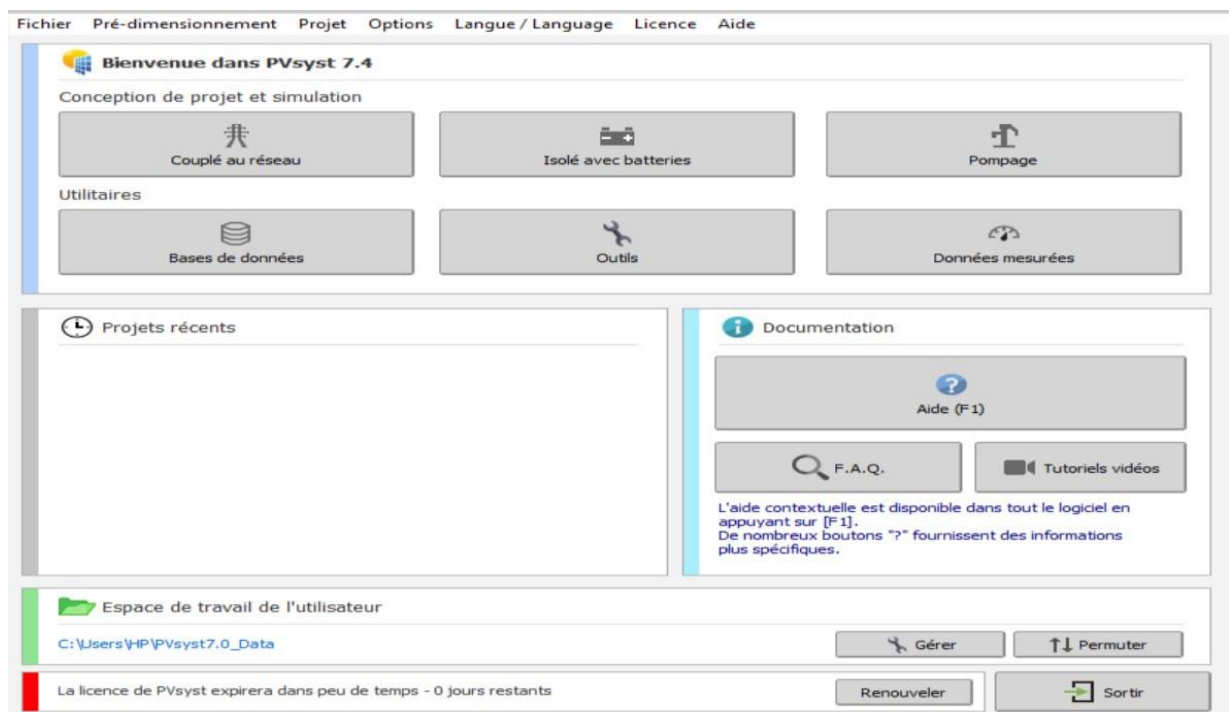 Fichier Pré-dimensionnement Projet Options Langue / Language Licence Aide
Bienvenue dans PVsyst 7.4
Conception de projet et simulation
Couplé au réseau
Isolé avec batteries
Pompage
Utilitaires
Bases de données
Outils
Données mesurées
Projets récents
Documentation
Aide (F1)
F.A.Q.
Tutoriels vidéos
L'aide contextuelle est disponible dans tout le logiciel en
appuyant sur [F1].
De nombreux boutons "?" fournissent des informations
plus spécifiques.
Espace de travail de l'utilisateur
C:\Users\HP\PVsyst7.0_Data
Gérer
Permuter
La licence de PVsyst expirera dans peu de temps - 0 jours restants
Renouveler
Sortir